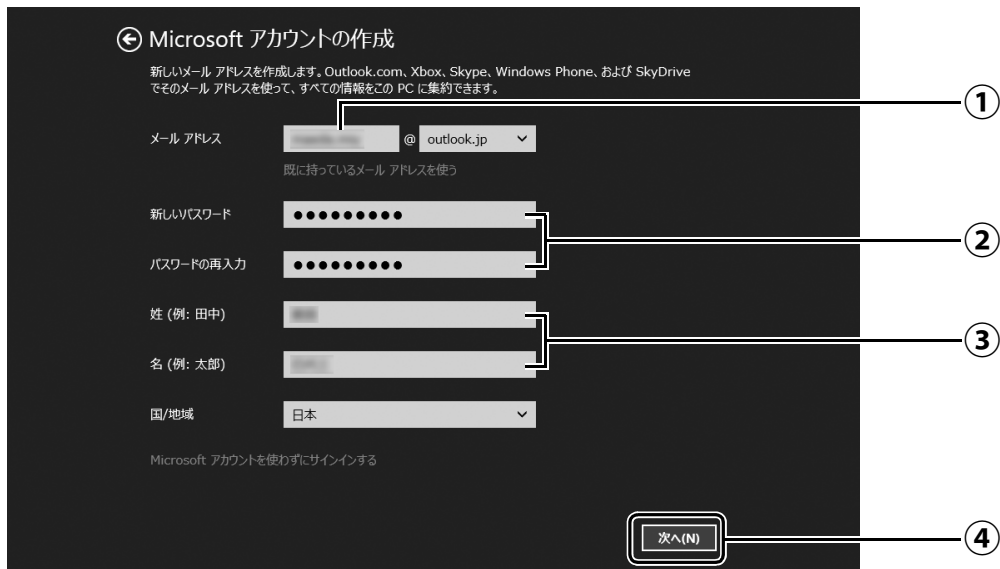 Microsoft アカウントの作成
新しいメール アドレスを作成します。Outlook.com、Xbox、Skype、Windows Phone、および SkyDrive
でそのメール アドレスを使って、すべての情報をこの PC に集約できます。
①
メール アドレス
@ outlook.jp
既に持っているメール アドレスを使う
新しいパスワード ●●●●●●●●●
②
パスワードの再入力 ●●●●●●●●●
姓 (例: 田中)
③
名 (例: 太郎)
国/地域 日本
Microsoft アカウントを使わずにサインインする
次へ(N)
④